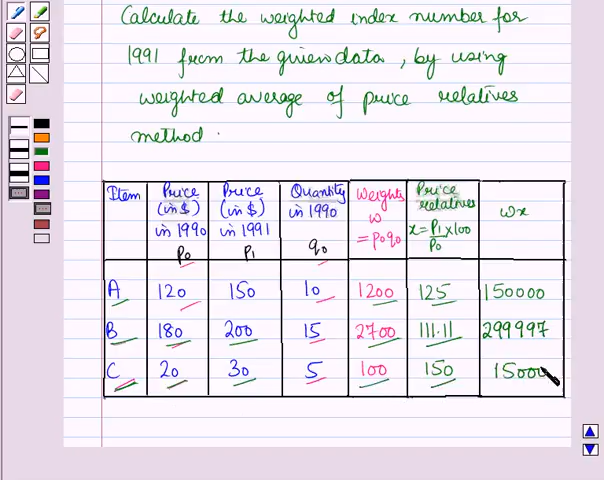 Calculate the weighted index number for
1991 from the given data, by using
weighted average of price relatives
method.
Item | Price (in $) in 1990 p0 | Price (in $) in 1991 p1 | Quantity in 1990 q0 | Weights w = p0q0 | Price relatives x = p1/p0 x 100 | wx
A | 120 | 150 | 10 | 1200 | 125 | 150000
B | 180 | 200 | 15 | 2700 | 111.11 | 299997
C | 20 | 30 | 5 | 100 | 150 | 15000